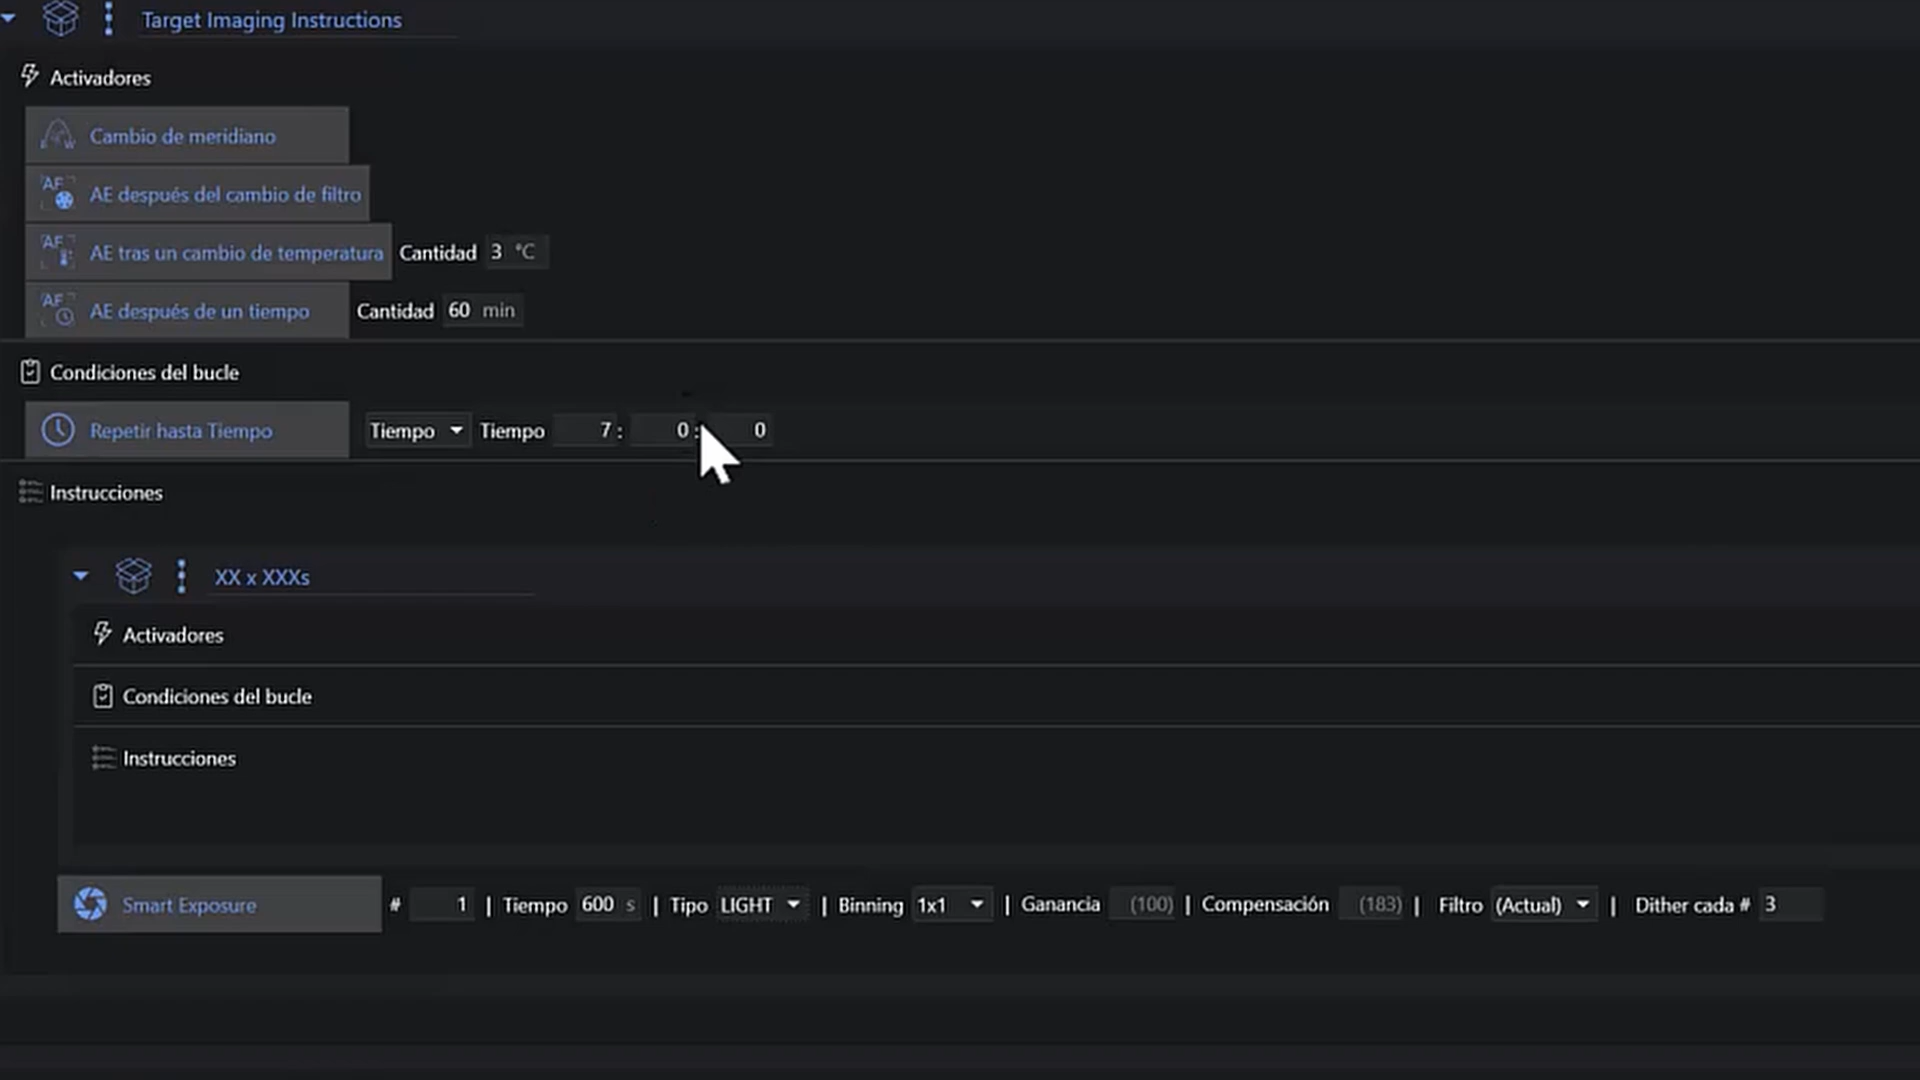 Target Imaging Instructions
Activadores
Cambio de meridiano
AF AE después del cambio de filtro
AF AE tras un cambio de temperatura Cantidad 3 °C
AF AE después de un tiempo Cantidad 60 min
Condiciones del bucle
Repetir hasta Tiempo Tiempo Tiempo 7 : 0 : 0
Instrucciones
XX x XXXs
Activadores
Condiciones del bucle
Instrucciones
Smart Exposure # 1 | Tiempo 600 s | Tipo LIGHT | Binning 1x1 | Ganancia (100) | Compensación (183) | Filtro (Actual) | Dither cada # 3